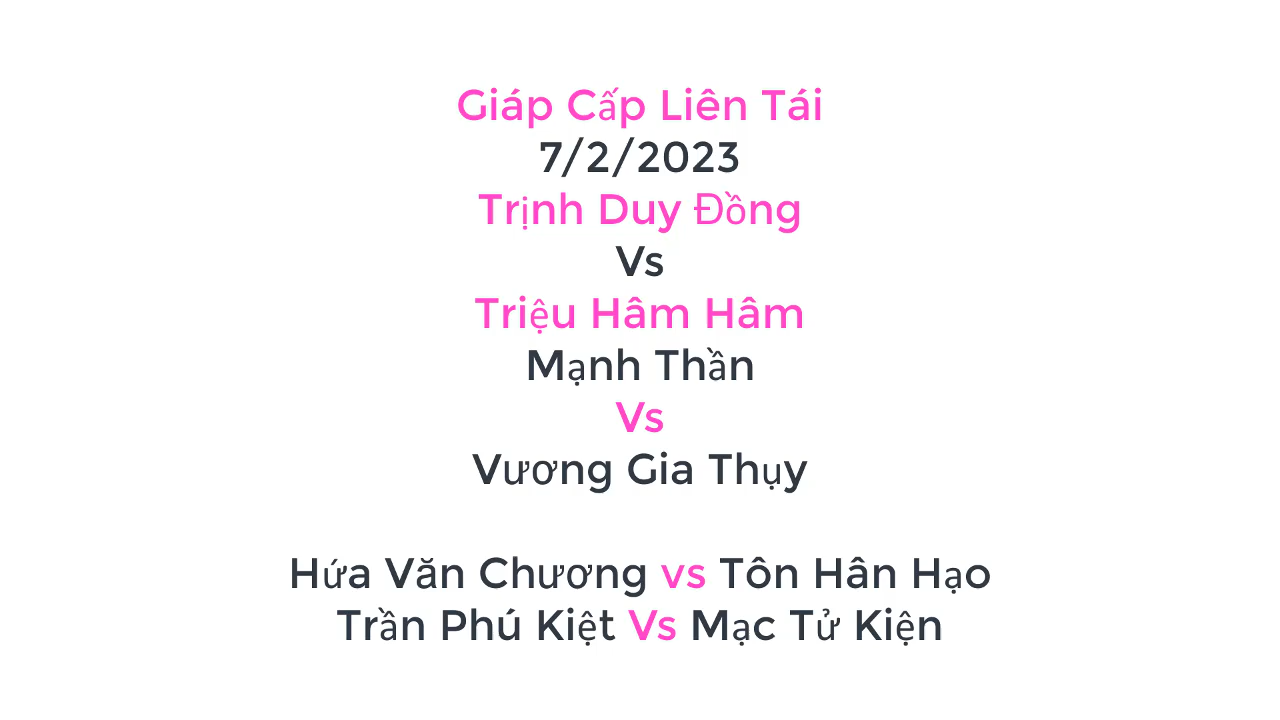 Giáp Cấp Liên Tái
7/2/2023
Trịnh Duy Đồng
Vs
Triệu Hâm Hâm
Mạnh Thần
Vs
Vương Gia Thụy
Hứa Văn Chương vs Tôn Hân Hạo
Trần Phú Kiệt Vs Mạc Tử Kiện